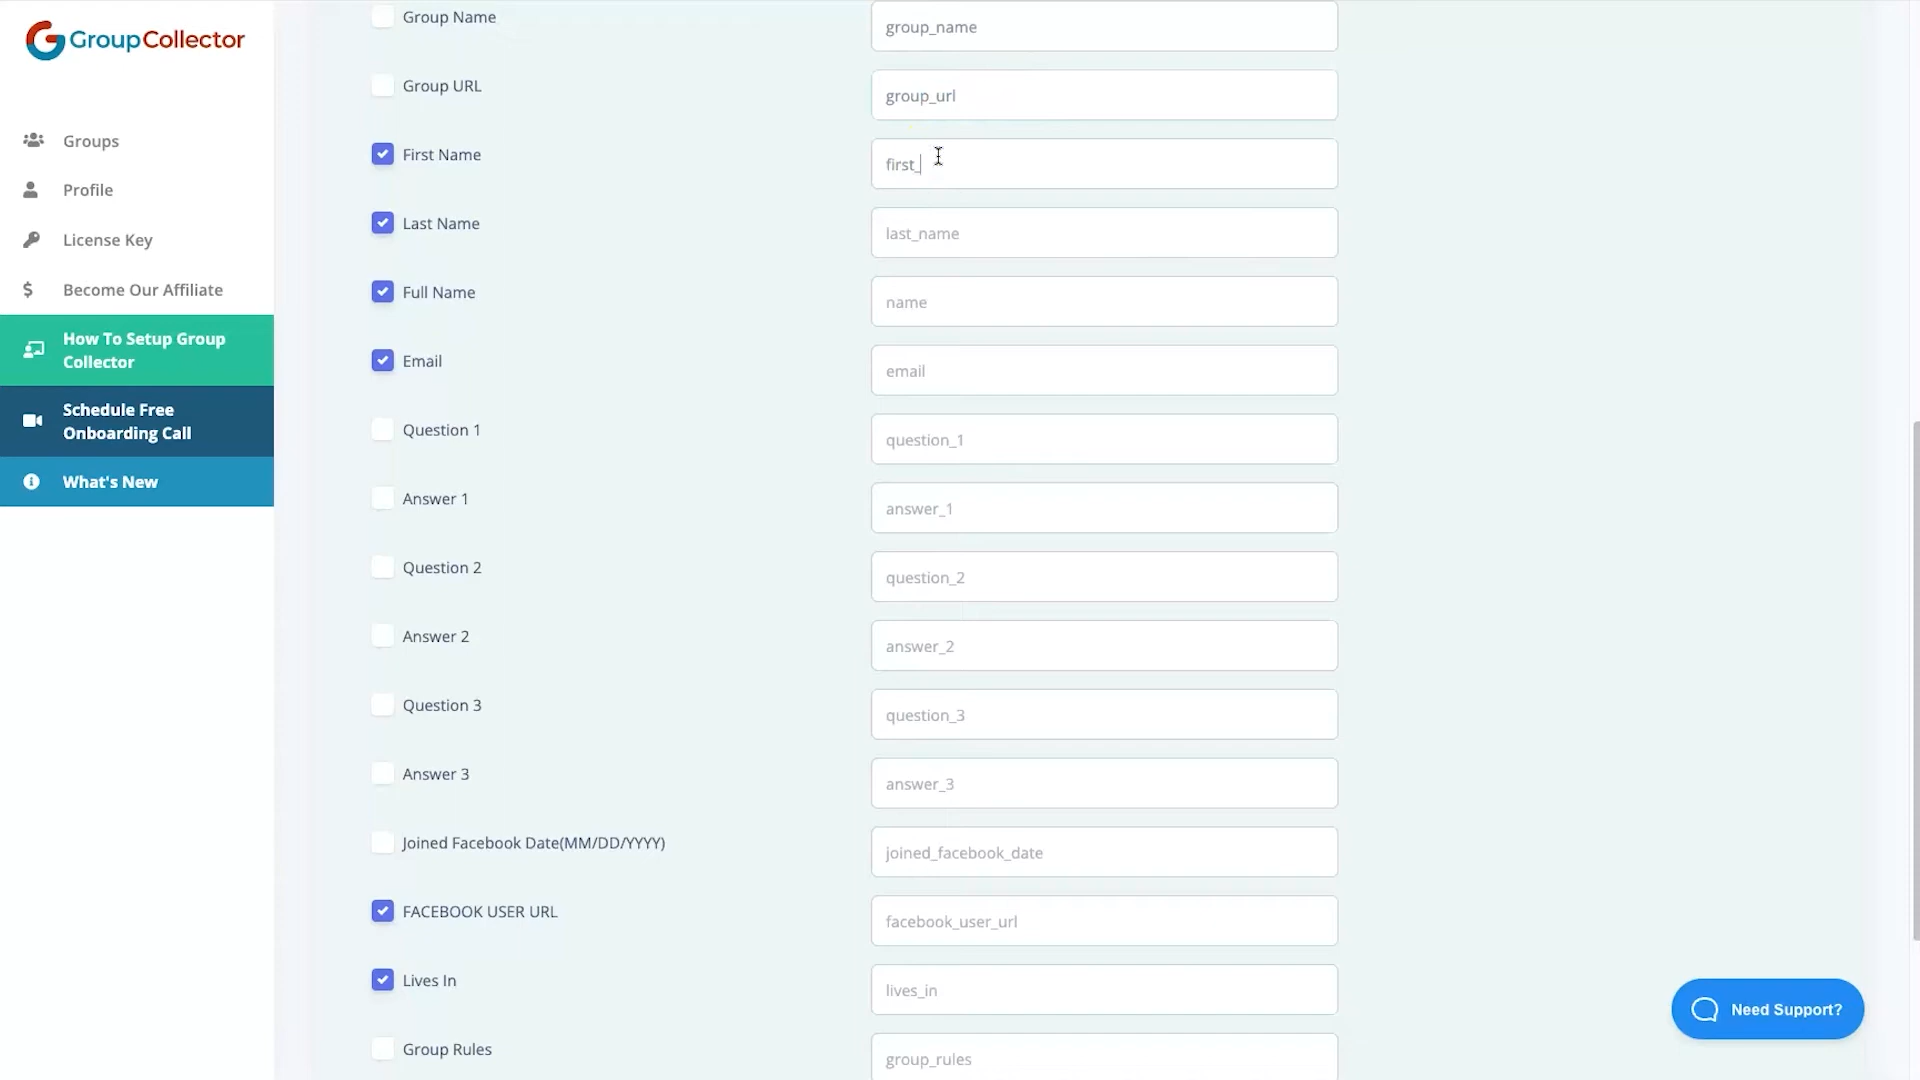 GroupCollector
Groups
Profile
License Key
Become Our Affiliate
How To Setup Group
Collector
Schedule Free
Onboarding Call
What's New
Group Name
group_name
Group URL
group_url
First Name
first_
Last Name
last_name
Full Name
name
Email
email
Question 1
question_1
Answer 1
answer_1
Question 2
question_2
Answer 2
answer_2
Question 3
question_3
Answer 3
answer_3
Joined Facebook Date(MM/DD/YYYY)
joined_facebook_date
FACEBOOK USER URL
facebook_user_url
Lives In
lives_in
Group Rules
group_rules
Need Support?